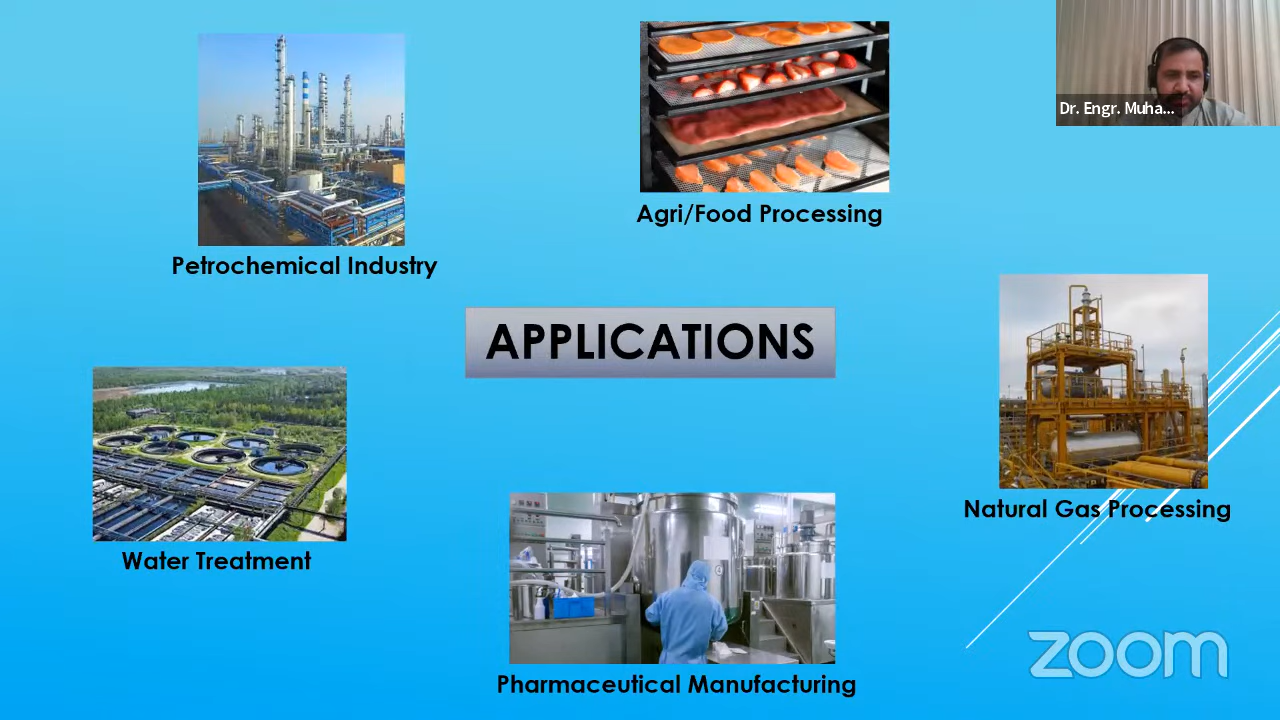 Dr. Engr. Muha...
Agri/Food Processing
Petrochemical Industry
APPLICATIONS
Natural Gas Processing
Water Treatment
Pharmaceutical Manufacturing
zoom